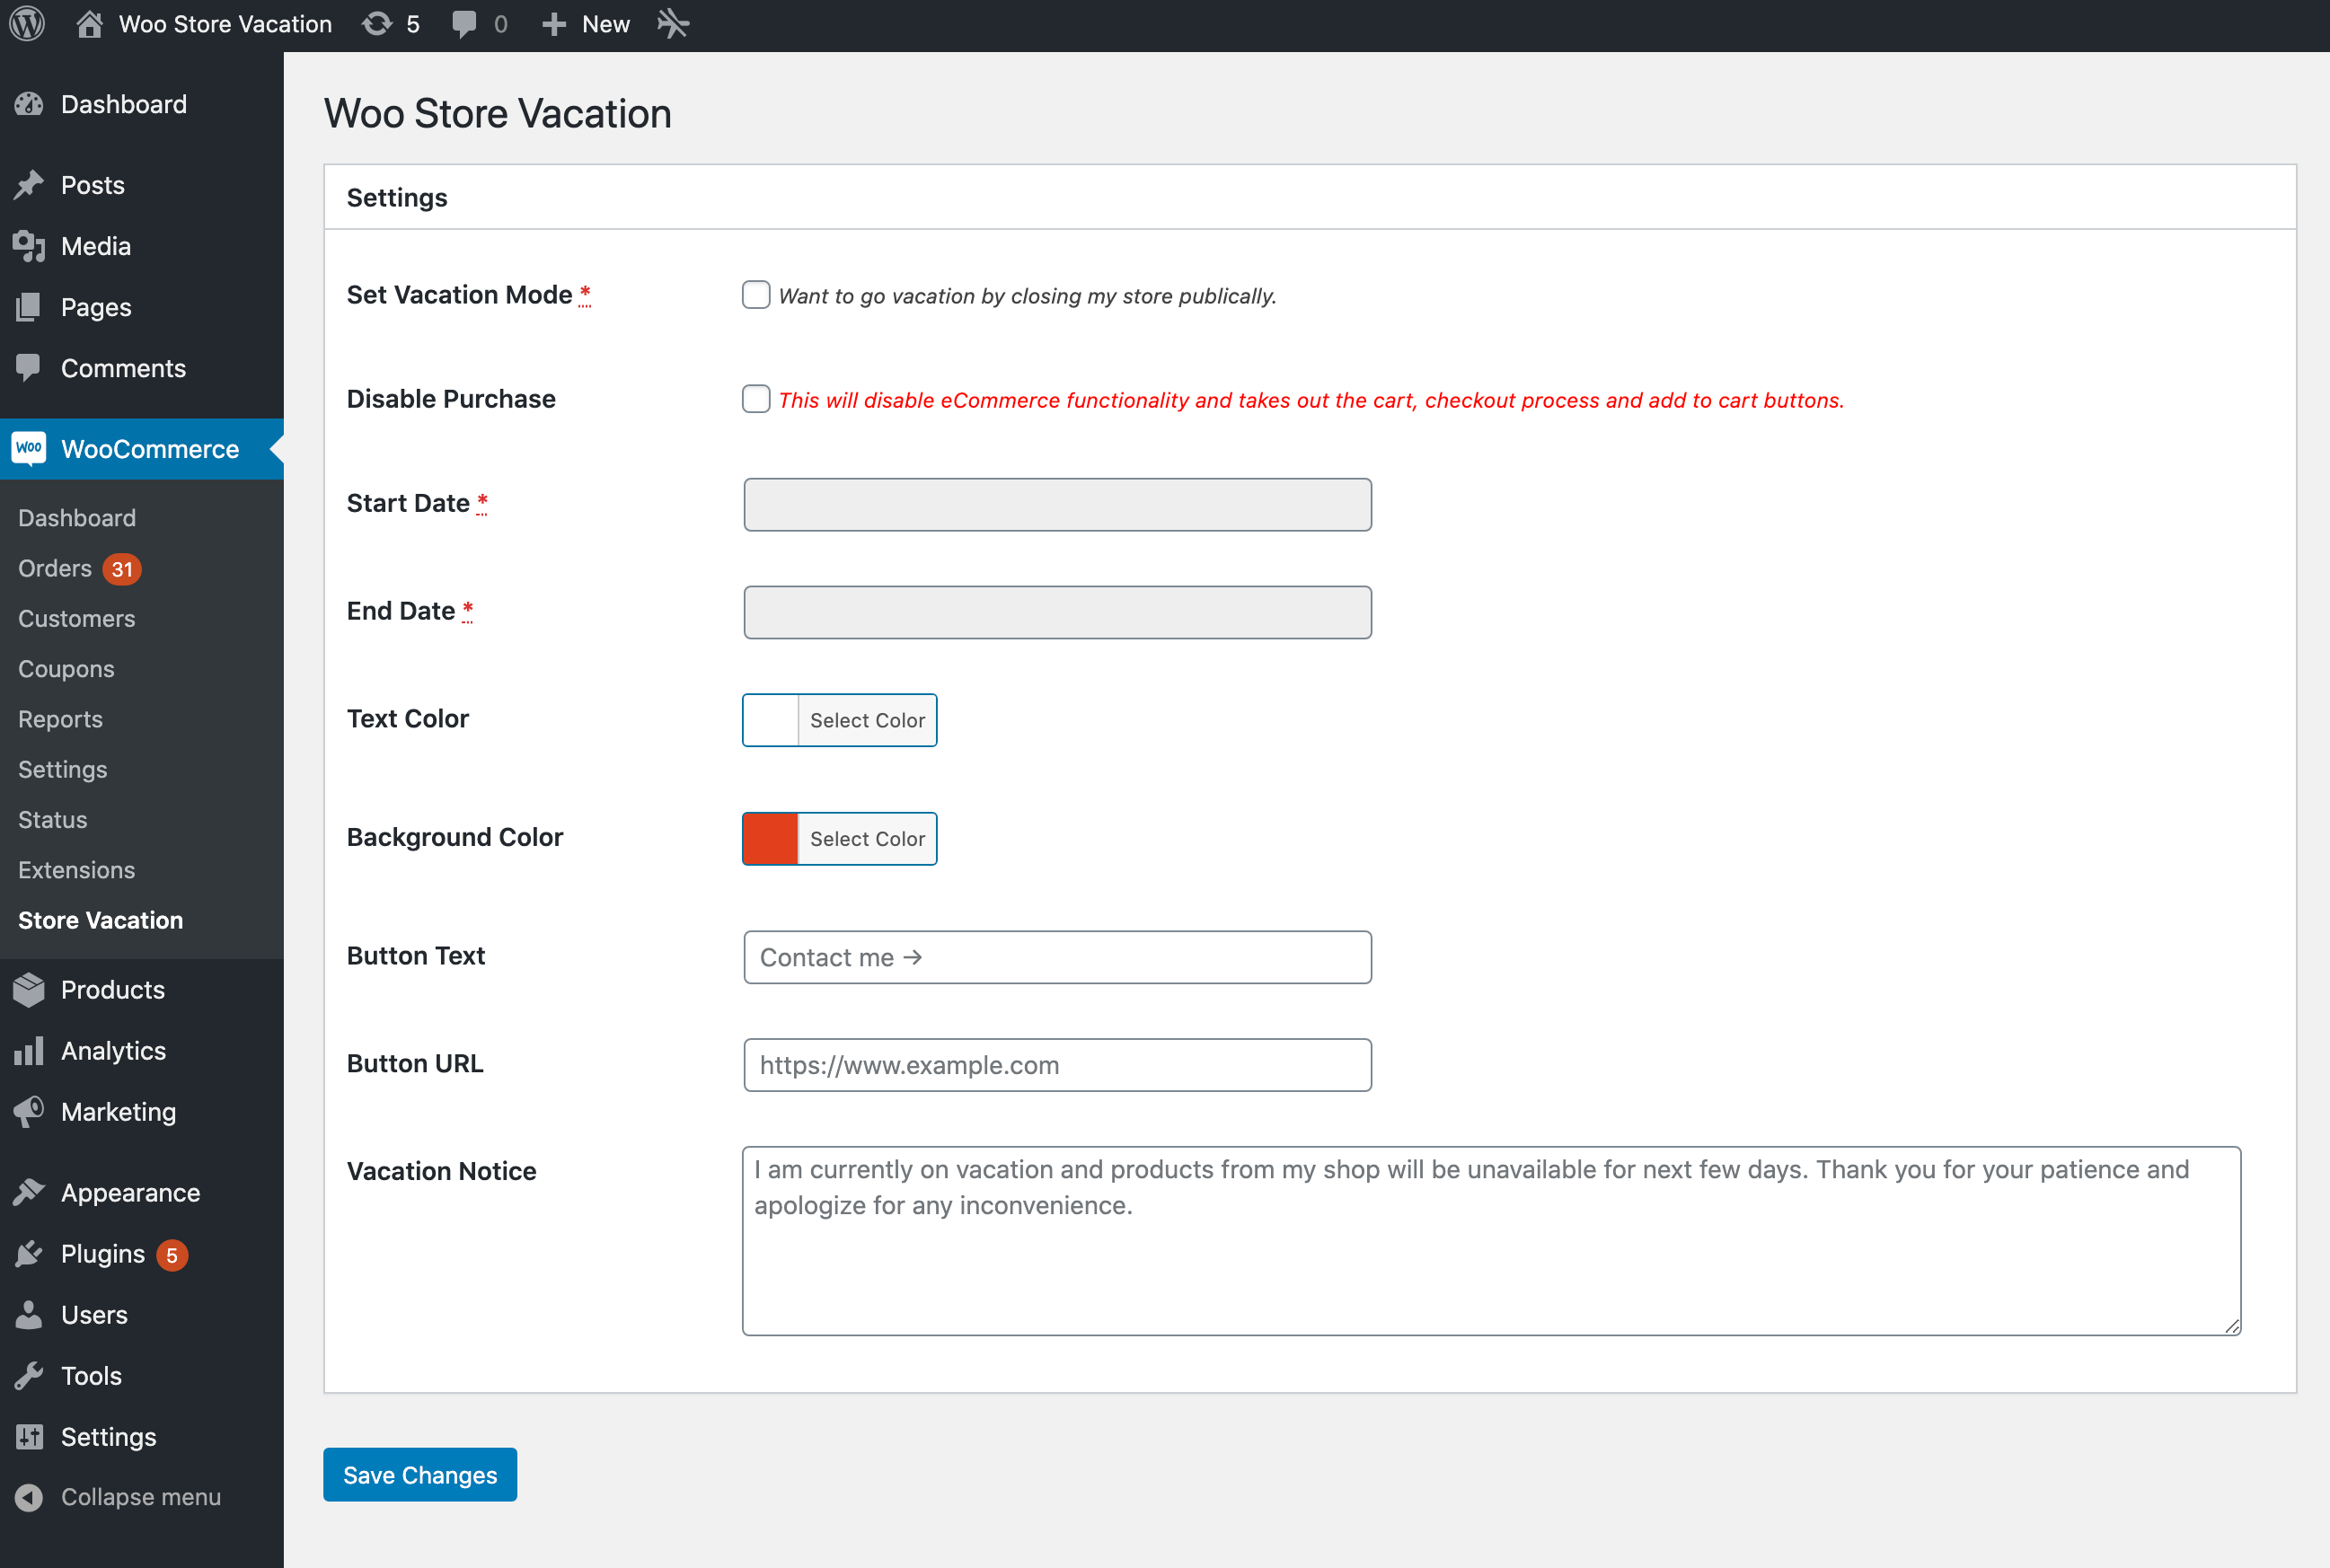 Woo Store Vacation 5 0 New
Dashboard
Posts
Media
Pages
Comments
Woo WooCommerce
Dashboard
Orders 31
Customers
Coupons
Reports
Settings
Status
Extensions
Store Vacation
Products
Analytics
Marketing
Appearance
Plugins 5
Users
Tools
Settings
Collapse menu
Woo Store Vacation
Settings
Set Vacation Mode * Want to go vacation by closing my store publically.
Disable Purchase This will disable eCommerce functionality and takes out the cart, checkout process and add to cart buttons.
Start Date *
End Date *
Text Color Select Color
Background Color Select Color
Button Text Contact me →
Button URL https://www.example.com
Vacation Notice I am currently on vacation and products from my shop will be unavailable for next few days. Thank you for your patience and
apologize for any inconvenience.
Save Changes